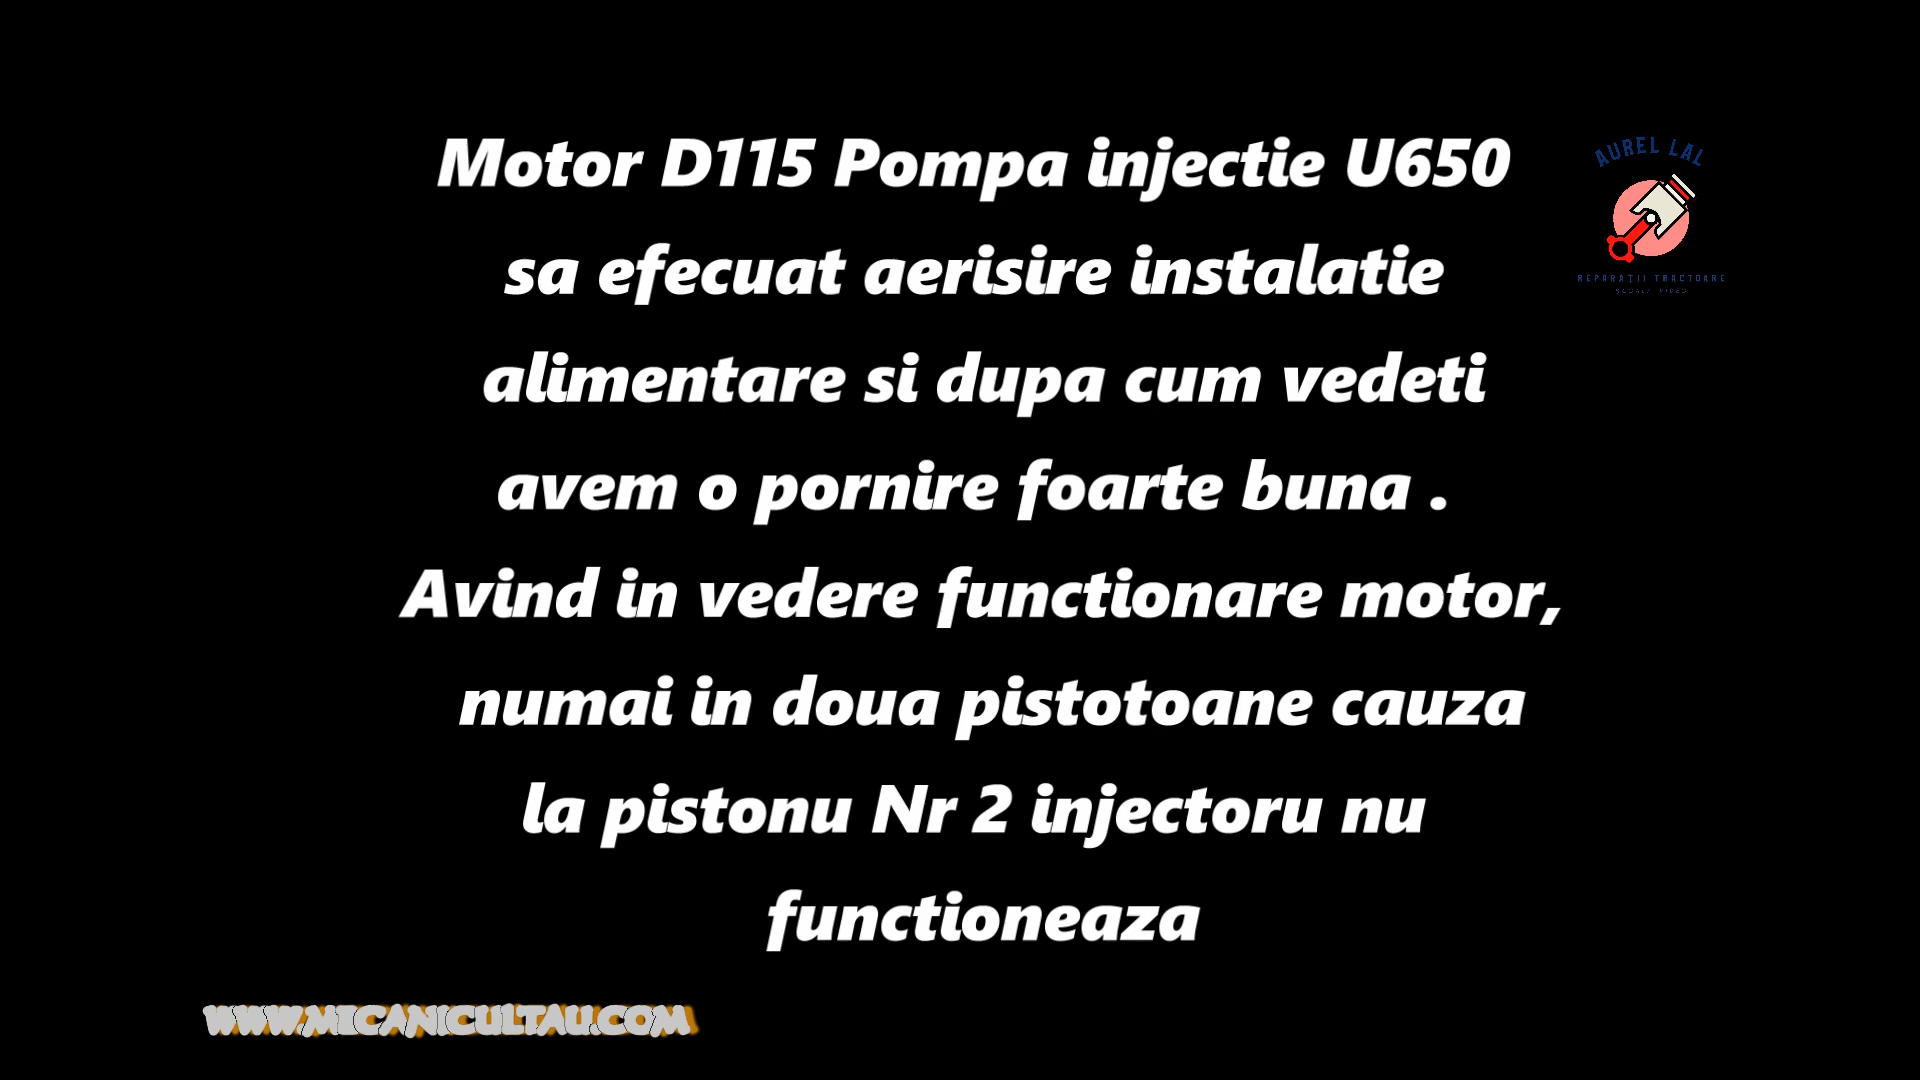 Motor D115 Pompa injectie U650
sa efecuat aerisire instalatie
alimentare si dupa cum vedeti
avem o pornire foarte buna .
Avind in vedere functionare motor,
numai in doua pistotoane cauza
la pistonu Nr 2 injectoru nu
functioneaza
AUREL LAL
REPARAȚII TRACTOARE
WWW.MECANICULTAU.COM